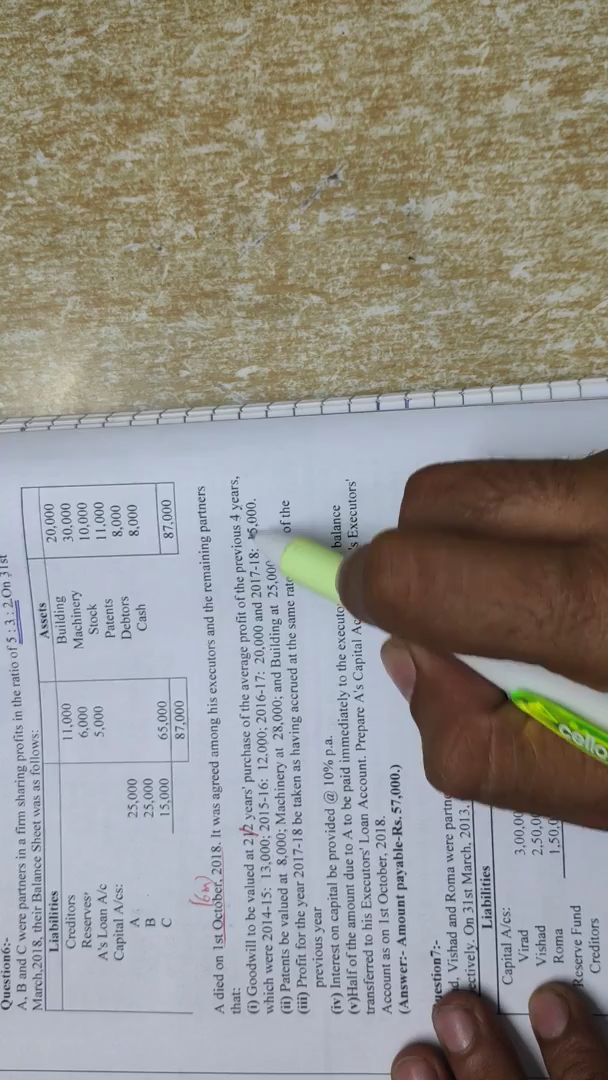 Question6:-
A, B and C were partners in a firm sharing profits in the ratio of 5 : 3 : 2. On 31st
March,2018, their Balance Sheet was as follows:
Liabilities Assets
Creditors 11,000 Building 20,000
Reserves 6,000 Machinery 30,000
A's Loan A/c 5,000 Stock 10,000
Capital A/cs: Patents 11,000
A 25,000 Debtors 8,000
B 25,000 Cash 8,000
C 15,000 65,000
87,000 87,000
(6m)
A died on 1st October, 2018. It was agreed among his executors and the remaining partners
that:
(i) Goodwill to be valued at 2 1/2 years' purchase of the average profit of the previous 4 years,
which were 2014-15: 13,000; 2015-16: 12,000; 2016-17: 20,000 and 2017-18: 15,000.
(ii) Patents be valued at 8,000; Machinery at 28,000; and Building at 25,000
(iii) Profit for the year 2017-18 be taken as having accrued at the same rate of the
previous year
(iv) Interest on capital be provided @ 10% p.a.
(v)Half of the amount due to A to be paid immediately to the balance
transferred to his Executors' Loan Account. Prepare A's Capital Executors'
Account as on 1st October, 2018.
(Answer:- Amount payable-Rs. 57,000.)
Vishad and Roma were
On 31st March, 2013,
Liabilities
Capital A/cs:
Virad
Vishad
Roma
Reserve Fund
Creditors
cello